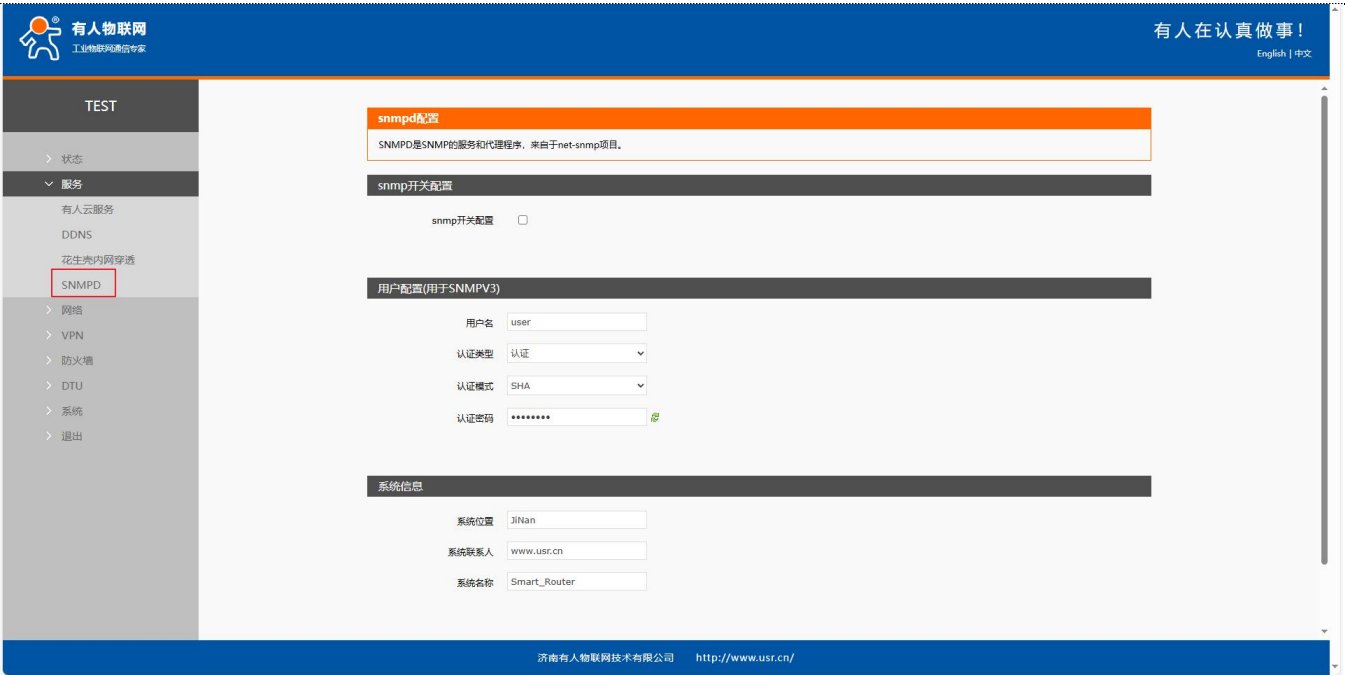 有人物联网
工业物联网通信专家
有人在认真做事！
English | 中文
TEST
状态
服务
有人云服务
DDNS
花生壳内网穿透
SNMPD
网络
VPN
防火墙
DTU
系统
退出
snmpd配置
SNMPD是SNMP的服务和代理程序，来自于net-snmp项目。
snmp开关配置
snmp开关配置
用户配置(用于SNMPV3)
用户名 user
认证类型 认证
认证模式 SHA
认证密码 ••••••••
系统信息
系统位置 JiNan
系统联系人 www.usr.cn
系统名称 Smart_Router
济南有人物联网技术有限公司 http://www.usr.cn/